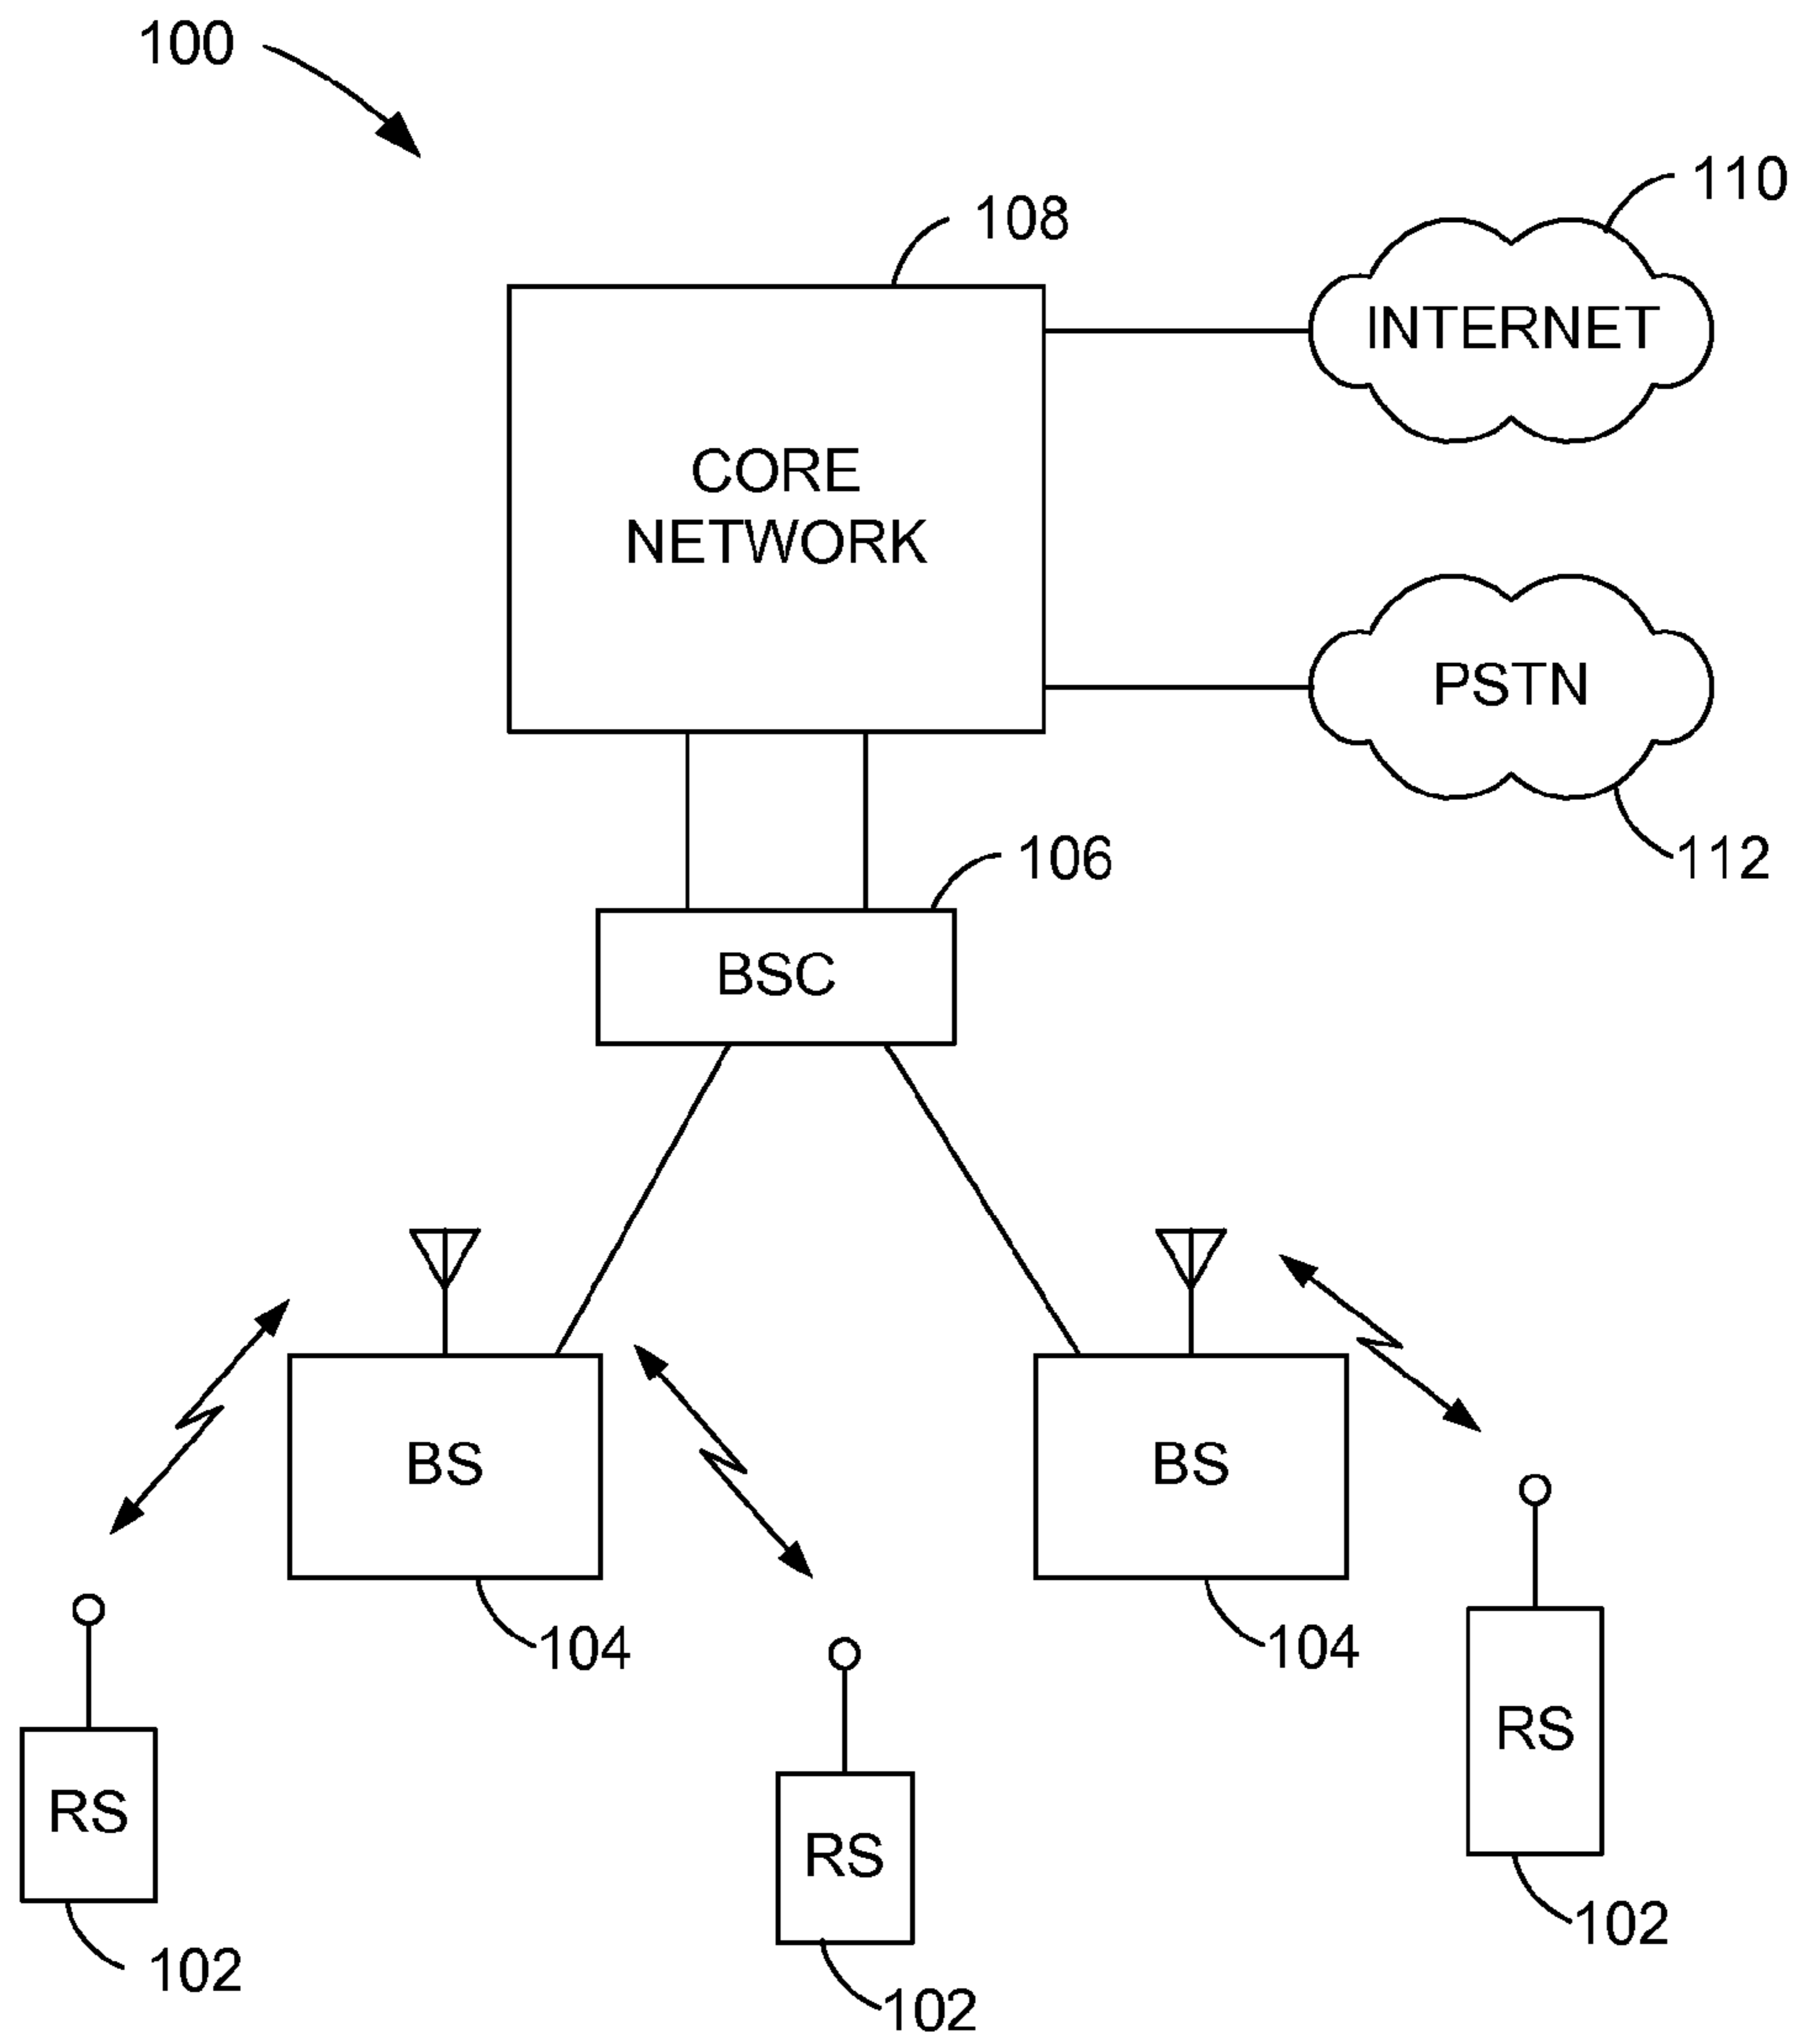 100
110
108
INTERNET
CORE
NETWORK
PSTN
106
112
BSC
BS
BS
104
104
RS
RS
RS
102
102
102